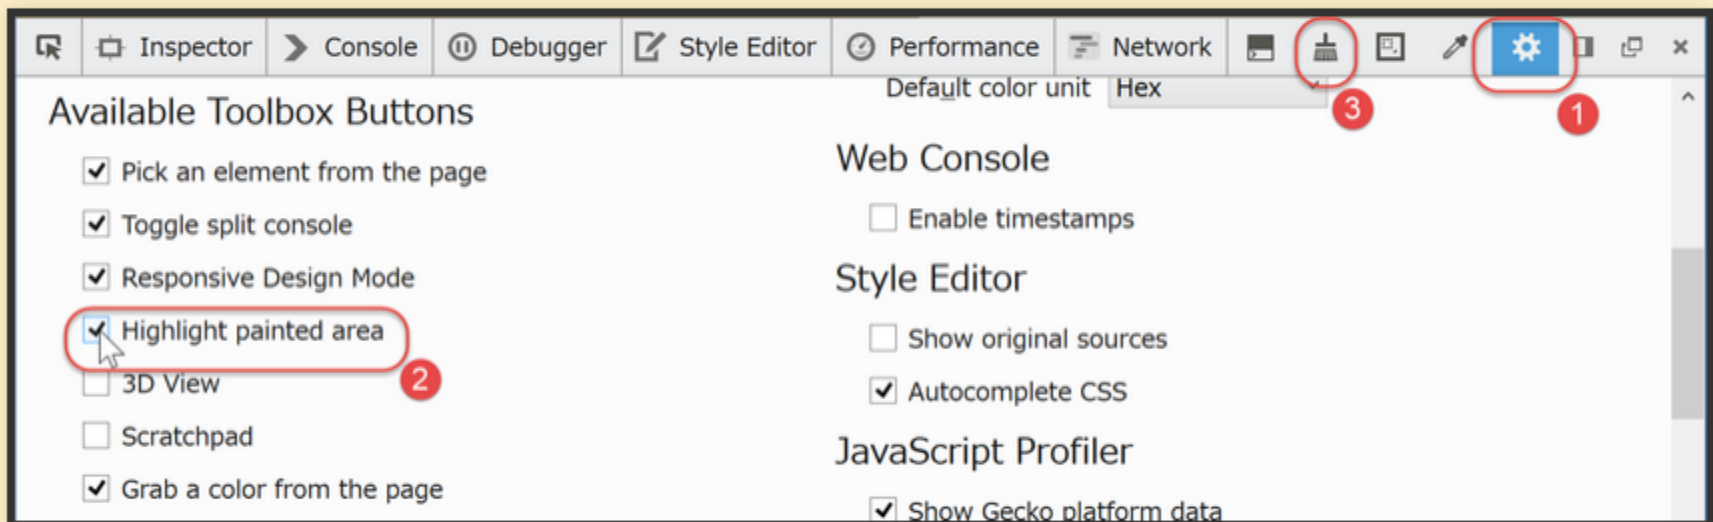 Inspector Console Debugger Style Editor Performance Network
3
1
Available Toolbox Buttons
Pick an element from the page
Toggle split console
Responsive Design Mode
Highlight painted area
2
3D View
Scratchpad
Grab a color from the page
Default color unit Hex
Web Console
Enable timestamps
Style Editor
Show original sources
Autocomplete CSS
JavaScript Profiler
Show Gecko platform data